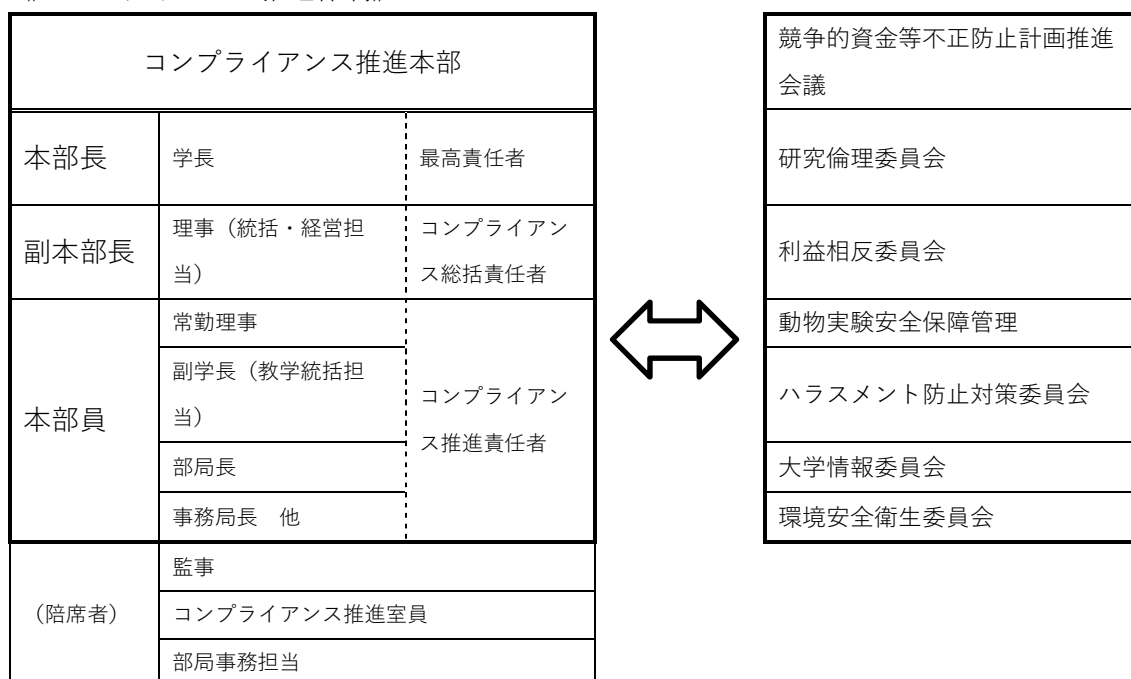 コンプライアンス推進本部
本部長
学長
最高責任者
副本部長
理事（統括・経営担
当）
コンプライアン
ス総括責任者
本部員
常勤理事
副学長（教学統括担
当）
部局長
事務局長　他
コンプライアン
ス推進責任者
（陪席者）
監事
コンプライアンス推進室員
部局事務担当
競争的資金等不正防止計画推進
会議
研究倫理委員会
利益相反委員会
動物実験安全保障管理
ハラスメント防止対策委員会
大学情報委員会
環境安全衛生委員会